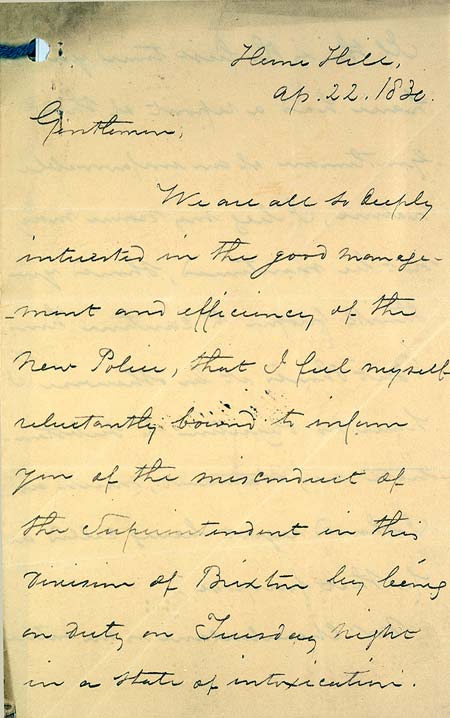 Herne Hill,
Ap. 22. 1830.
Gentlemen,
We are all so deeply
interested in the good manage-
-ment and efficiency of the
New Police, that I feel myself
reluctantly bound to inform
you of the misconduct of
the Superintendent in this
Division of Brixton by being
on Duty on Tuesday night
in a state of intoxication.